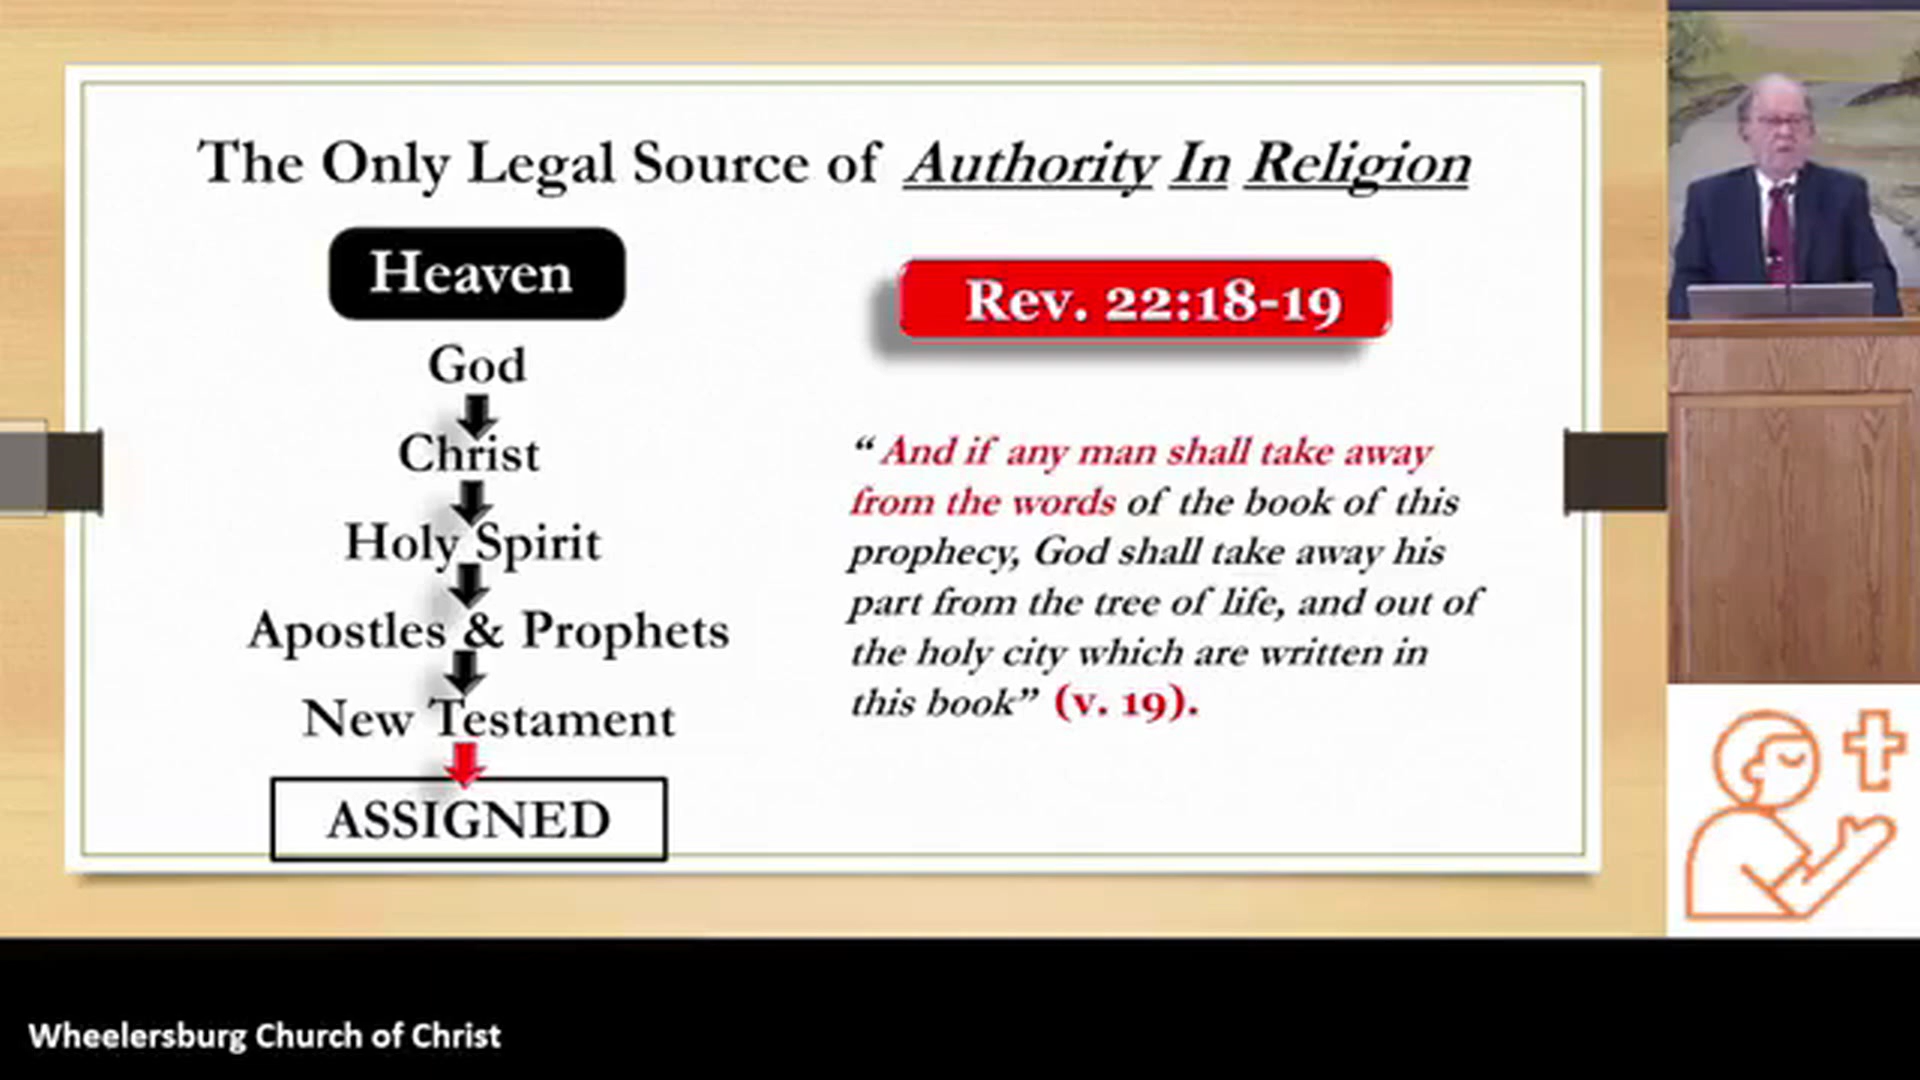 The Only Legal Source of Authority In Religion
Heaven
God
Christ
Holy Spirit
Apostles & Prophets
New Testament
ASSIGNED
Rev. 22:18-19
“ And if any man shall take away
from the words of the book of this
prophecy, God shall take away his
part from the tree of life, and out of
the holy city which are written in
this book” (v. 19).
Wheelersburg Church of Christ